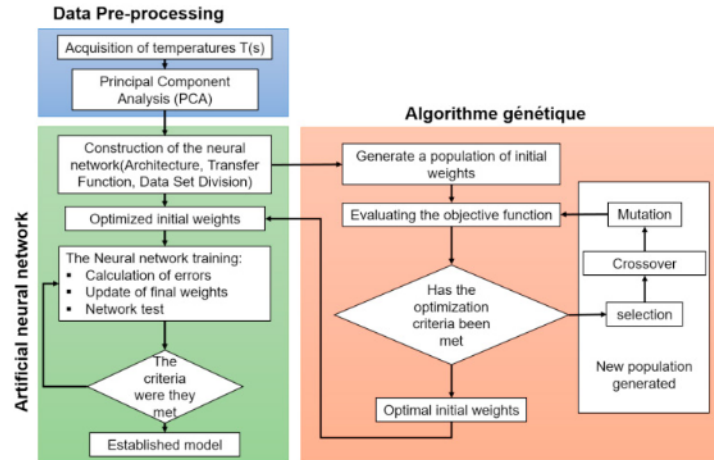 Data Pre-processing
Acquisition of temperatures T(s)
Principal Component
Analysis (PCA)
Artificial neural network
Construction of the neural
network(Architecture, Transfer
Function, Data Set Division)
Optimized initial weights
The Neural network training:
▪ Calculation of errors
▪ Update of final weights
▪ Network test
The
criteria
were they
met
Established model
Algorithme génétique
Generate a population of initial
weights
Evaluating the objective function
Has the
optimization
criteria been
met
Optimal initial weights
Mutation
Crossover
selection
New population
generated